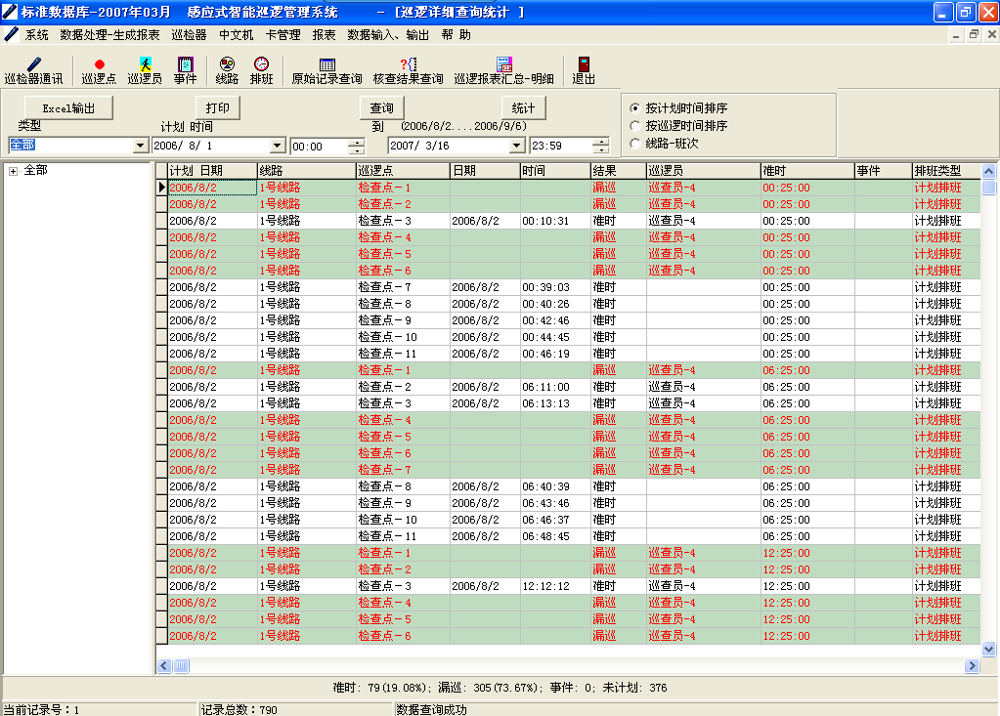 标准数据库-2007年03月 感应式智能巡逻管理系统 - [巡逻详细查询统计 ]
系统 数据处理-生成报表 巡检器 中文机 卡管理 报表 数据输入、输出 帮 助
巡检器通讯 巡逻点 巡逻员 事件 线路 排班 原始记录查询 核查结果查询 巡逻报表汇总-明细 退出
Excel输出 打印 查询 统计
类型 计划 时间 到 (2006/8/2....2006/9/6)
全部 2006/ 8/ 1 00:00 2007/ 3/16 23:59
按计划时间排序
按巡逻时间排序
线路-班次
全部
计划 日期 线路 巡逻点 日期 时间 结果 巡逻员 准时 事件 排班类型
2006/8/2 1号线路 检查点-1 漏巡 巡查员-4 00:25:00 计划排班
2006/8/2 1号线路 检查点-2 漏巡 巡查员-4 00:25:00 计划排班
2006/8/2 1号线路 检查点-3 2006/8/2 00:10:31 准时 巡查员-4 00:25:00 计划排班
2006/8/2 1号线路 检查点-4 漏巡 巡查员-4 00:25:00 计划排班
2006/8/2 1号线路 检查点-5 漏巡 巡查员-4 00:25:00 计划排班
2006/8/2 1号线路 检查点-6 漏巡 巡查员-4 00:25:00 计划排班
2006/8/2 1号线路 检查点-7 2006/8/2 00:39:03 准时 00:25:00 计划排班
2006/8/2 1号线路 检查点-8 2006/8/2 00:40:26 准时 00:25:00 计划排班
2006/8/2 1号线路 检查点-9 2006/8/2 00:42:46 准时 00:25:00 计划排班
2006/8/2 1号线路 检查点-10 2006/8/2 00:44:45 准时 00:25:00 计划排班
2006/8/2 1号线路 检查点-11 2006/8/2 00:46:19 准时 00:25:00 计划排班
2006/8/2 1号线路 检查点-1 漏巡 巡查员-4 06:25:00 计划排班
2006/8/2 1号线路 检查点-2 2006/8/2 06:11:00 准时 巡查员-4 06:25:00 计划排班
2006/8/2 1号线路 检查点-3 2006/8/2 06:13:13 准时 巡查员-4 06:25:00 计划排班
2006/8/2 1号线路 检查点-4 漏巡 巡查员-4 06:25:00 计划排班
2006/8/2 1号线路 检查点-5 漏巡 巡查员-4 06:25:00 计划排班
2006/8/2 1号线路 检查点-6 漏巡 巡查员-4 06:25:00 计划排班
2006/8/2 1号线路 检查点-7 漏巡 巡查员-4 06:25:00 计划排班
2006/8/2 1号线路 检查点-8 2006/8/2 06:40:39 准时 06:25:00 计划排班
2006/8/2 1号线路 检查点-9 2006/8/2 06:43:46 准时 06:25:00 计划排班
2006/8/2 1号线路 检查点-10 2006/8/2 06:46:37 准时 06:25:00 计划排班
2006/8/2 1号线路 检查点-11 2006/8/2 06:48:45 准时 06:25:00 计划排班
2006/8/2 1号线路 检查点-1 漏巡 巡查员-4 12:25:00 计划排班
2006/8/2 1号线路 检查点-2 漏巡 巡查员-4 12:25:00 计划排班
2006/8/2 1号线路 检查点-3 2006/8/2 12:12:12 准时 巡查员-4 12:25:00 计划排班
2006/8/2 1号线路 检查点-4 漏巡 巡查员-4 12:25:00 计划排班
2006/8/2 1号线路 检查点-5 漏巡 巡查员-4 12:25:00 计划排班
2006/8/2 1号线路 检查点-6 漏巡 巡查员-4 12:25:00 计划排班
准时: 79(19.08%); 漏巡: 305(73.67%); 事件: 0; 未计划: 376
当前记录号:1 记录总数:790 数据查询成功